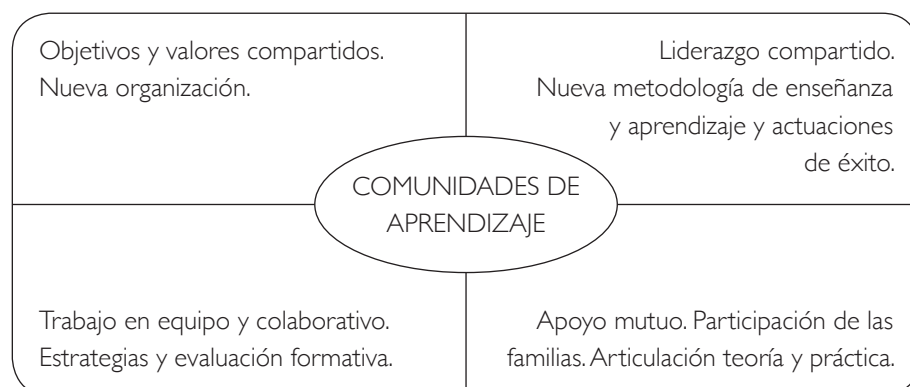 Objetivos y valores compartidos.
Nueva organización.
Liderazgo compartido.
Nueva metodología de enseñanza
y aprendizaje y actuaciones
de éxito.
COMUNIDADES DE
APRENDIZAJE
Trabajo en equipo y colaborativo.
Estrategias y evaluación formativa.
Apoyo mutuo. Participación de las
familias. Articulación teoría y práctica.